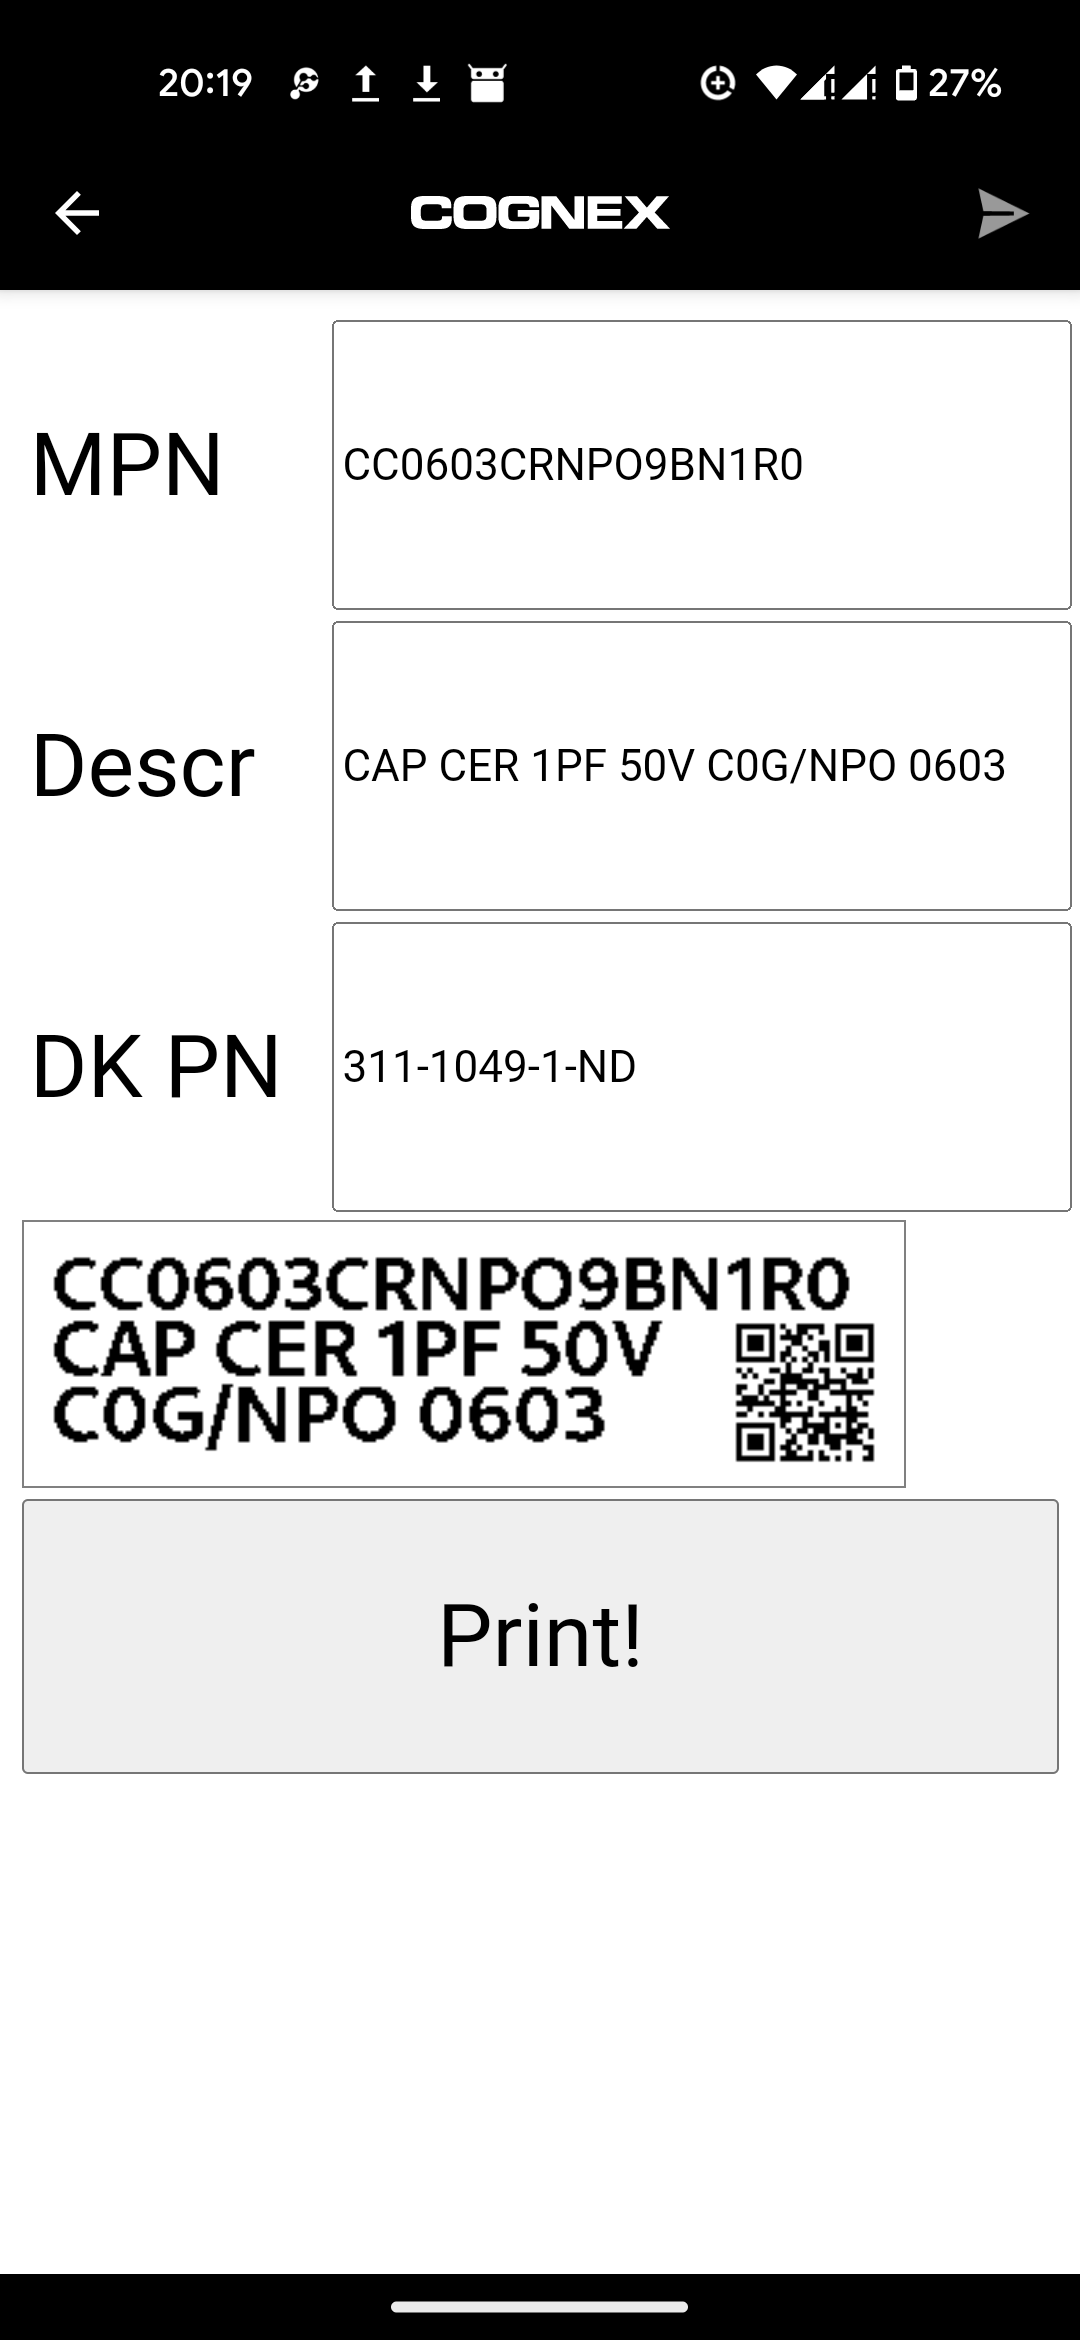 20:19 27%
COGNEX
MPN CC0603CRNPO9BN1R0
Descr CAP CER 1PF 50V C0G/NPO 0603
DK PN 311-1049-1-ND
CC0603CRNPO9BN1R0
CAP CER 1PF 50V
C0G/NPO 0603
Print!